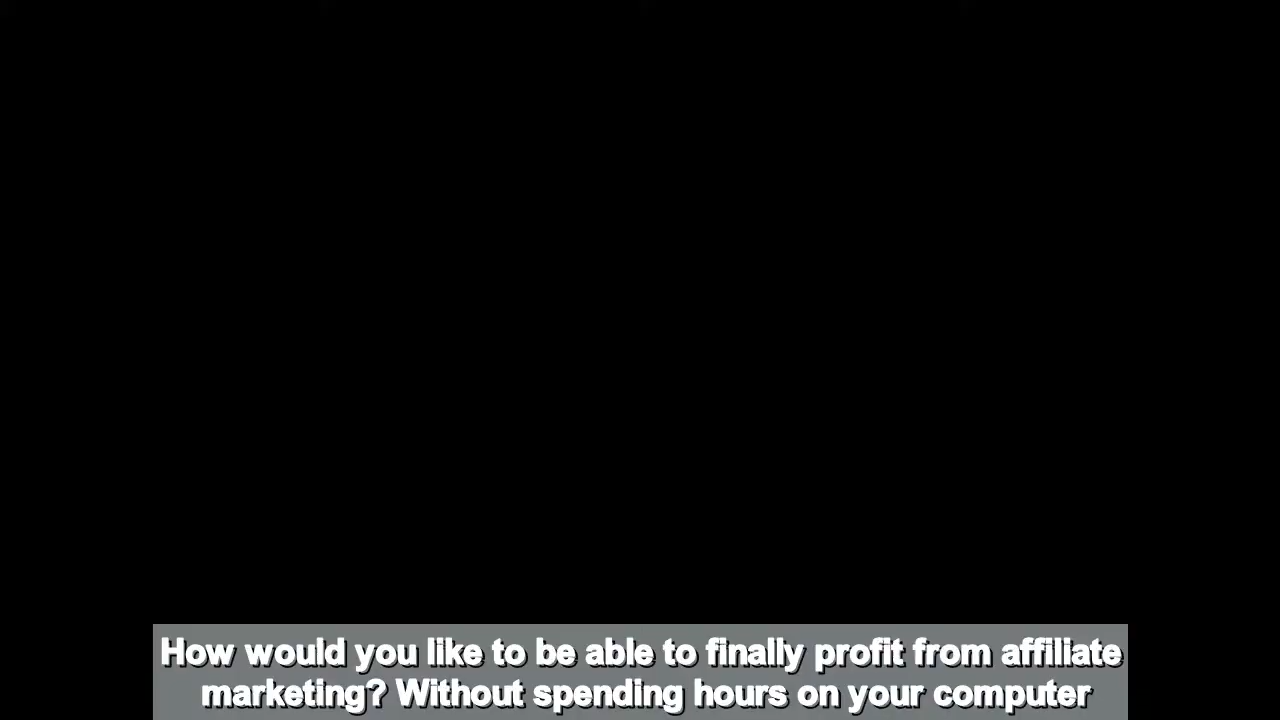 How would you like to be able to finally profit from affiliate
marketing? Without spending hours on your computer